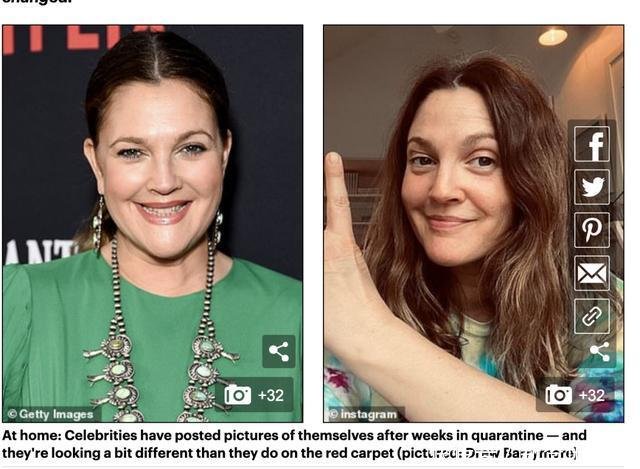 changed.
ANT
+32
© Getty Images
+32
© instagram
At home: Celebrities have posted pictures of themselves after weeks in quarantine — and
they're looking a bit different than they do on the red carpet (pictured: Drew Barrymore)